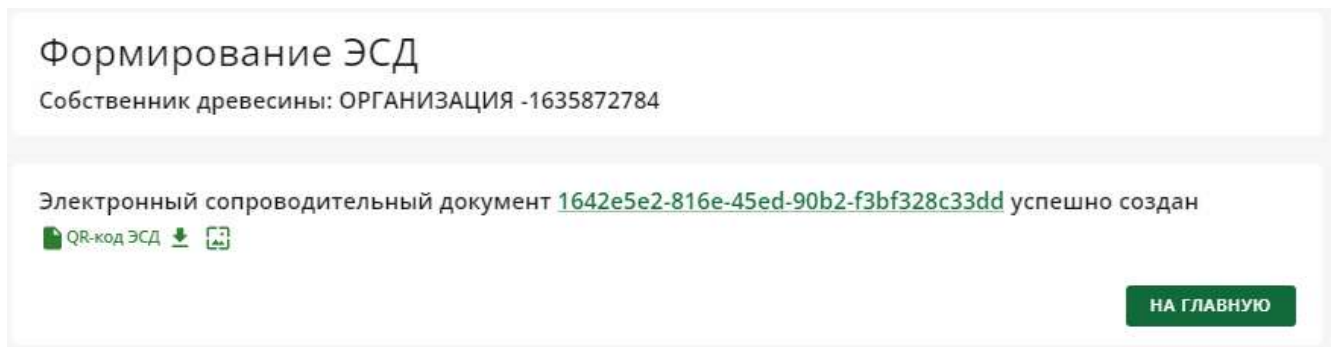 Формирование ЭСД
Собственник древесины: ОРГАНИЗАЦИЯ -1635872784
Электронный сопроводительный документ 1642e5e2-816e-45ed-90b2-f3bf328c33dd успешно создан
QR-код ЭСД
НА ГЛАВНУЮ